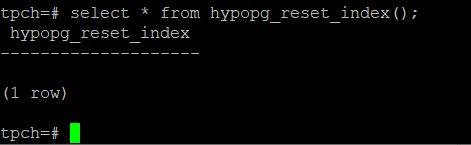 tpch=# select * from hypopg_reset_index();
 hypopg_reset_index
--------------------
(1 row)
tpch=#